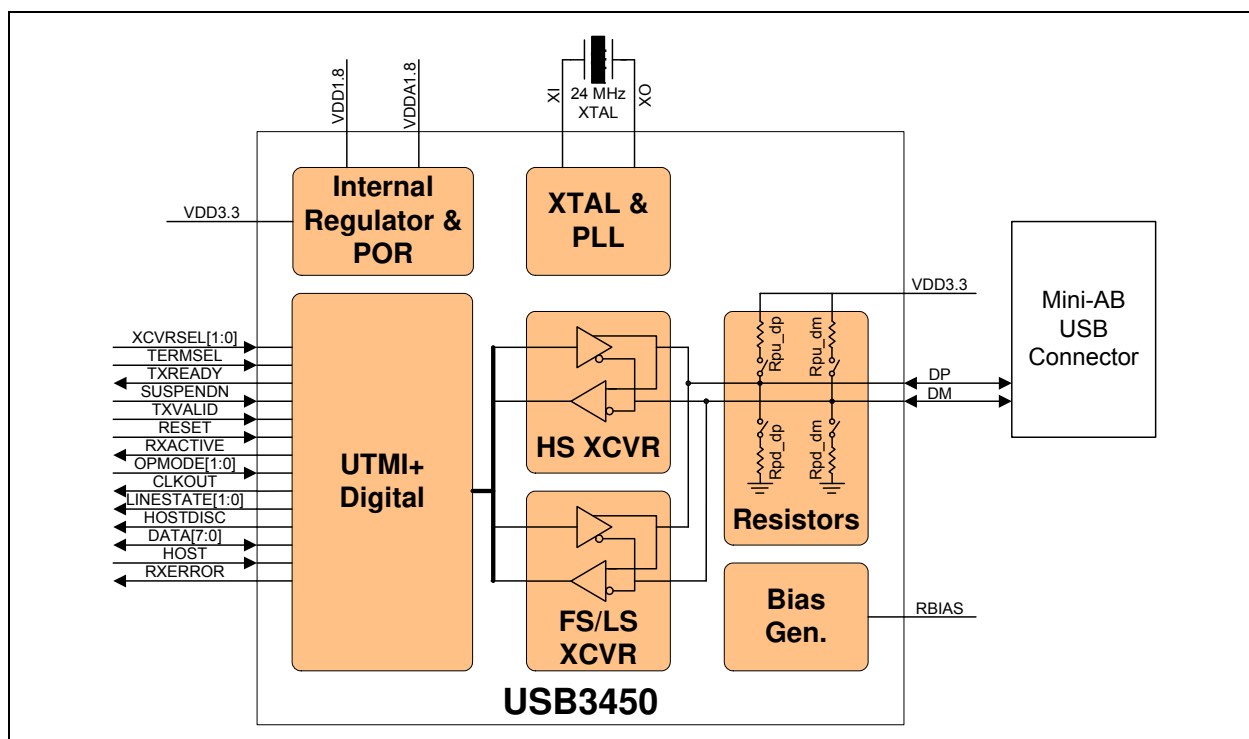 VDD1.8
VDDA1.8
XI
24 MHz
XTAL
XO
Internal
Regulator &
POR
XTAL &
PLL
VDD3.3
VDD3.3
Mini-AB
USB
Connector
XCVRSEL[1:0]
TERMSEL
TXREADY
SUSPENDN
TXVALID
RESET
RXACTIVE
OPMODE[1:0]
CLKOUT
LINESTATE[1:0]
HOSTDISC
DATA[7:0]
HOST
RXERROR
UTMI+
Digital
HS XCVR
FS/LS
XCVR
Rpu_dp
Rpu_dm
Rpd_dp
Rpd_dm
Resistors
DP
DM
Bias
Gen.
RBIAS
USB3450